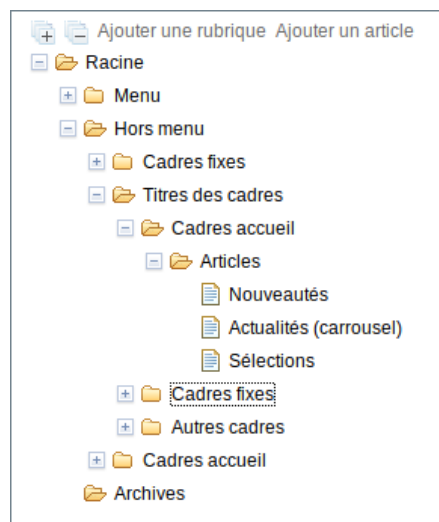 Ajouter une rubrique Ajouter un article
Racine
Menu
Hors menu
Cadres fixes
Titres des cadres
Cadres accueil
Articles
Nouveautés
Actualités (carrousel)
Sélections
Cadres fixes
Autres cadres
Cadres accueil
Archives